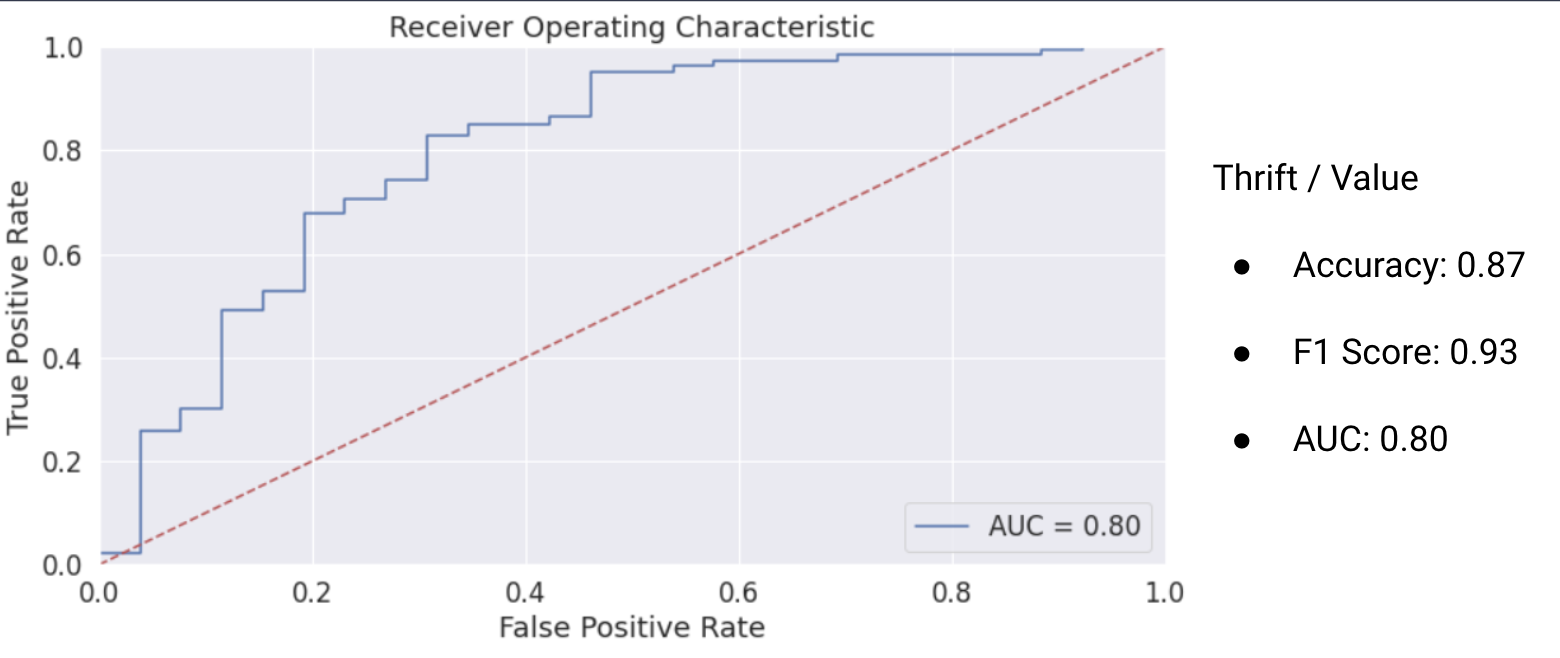 Receiver Operating Characteristic
1.0
0.8
0.6
0.4
0.2
0.0
True Positive Rate
0.0 0.2 0.4 0.6 0.8 1.0
False Positive Rate
AUC = 0.80
Thrift / Value
● Accuracy: 0.87
● F1 Score: 0.93
● AUC: 0.80